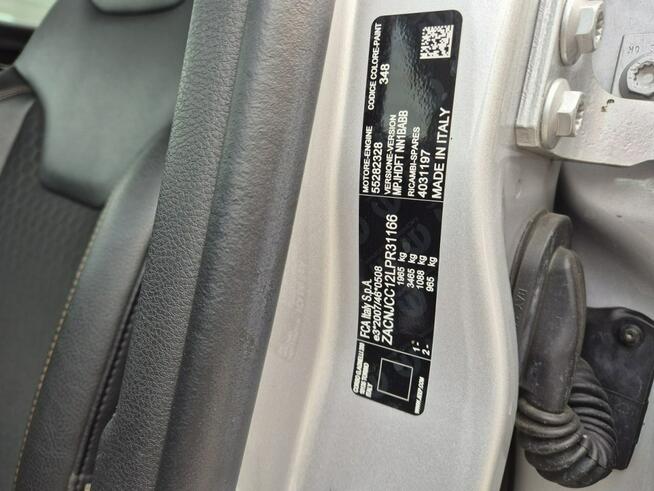 FCA Italy S.p.A.
e3*2007/46*0508
ZACNJCC12LPR31166
1965 kg
3465 kg
1- 1088 kg
2- 965 kg
MOTORE-ENGINE
55282328
VERSIONE-VERSION
MPJHDFT NN1BABB
RICAMBI-SPARES
4031197
MADE IN ITALY
CODICE COLORE-PAINT
348